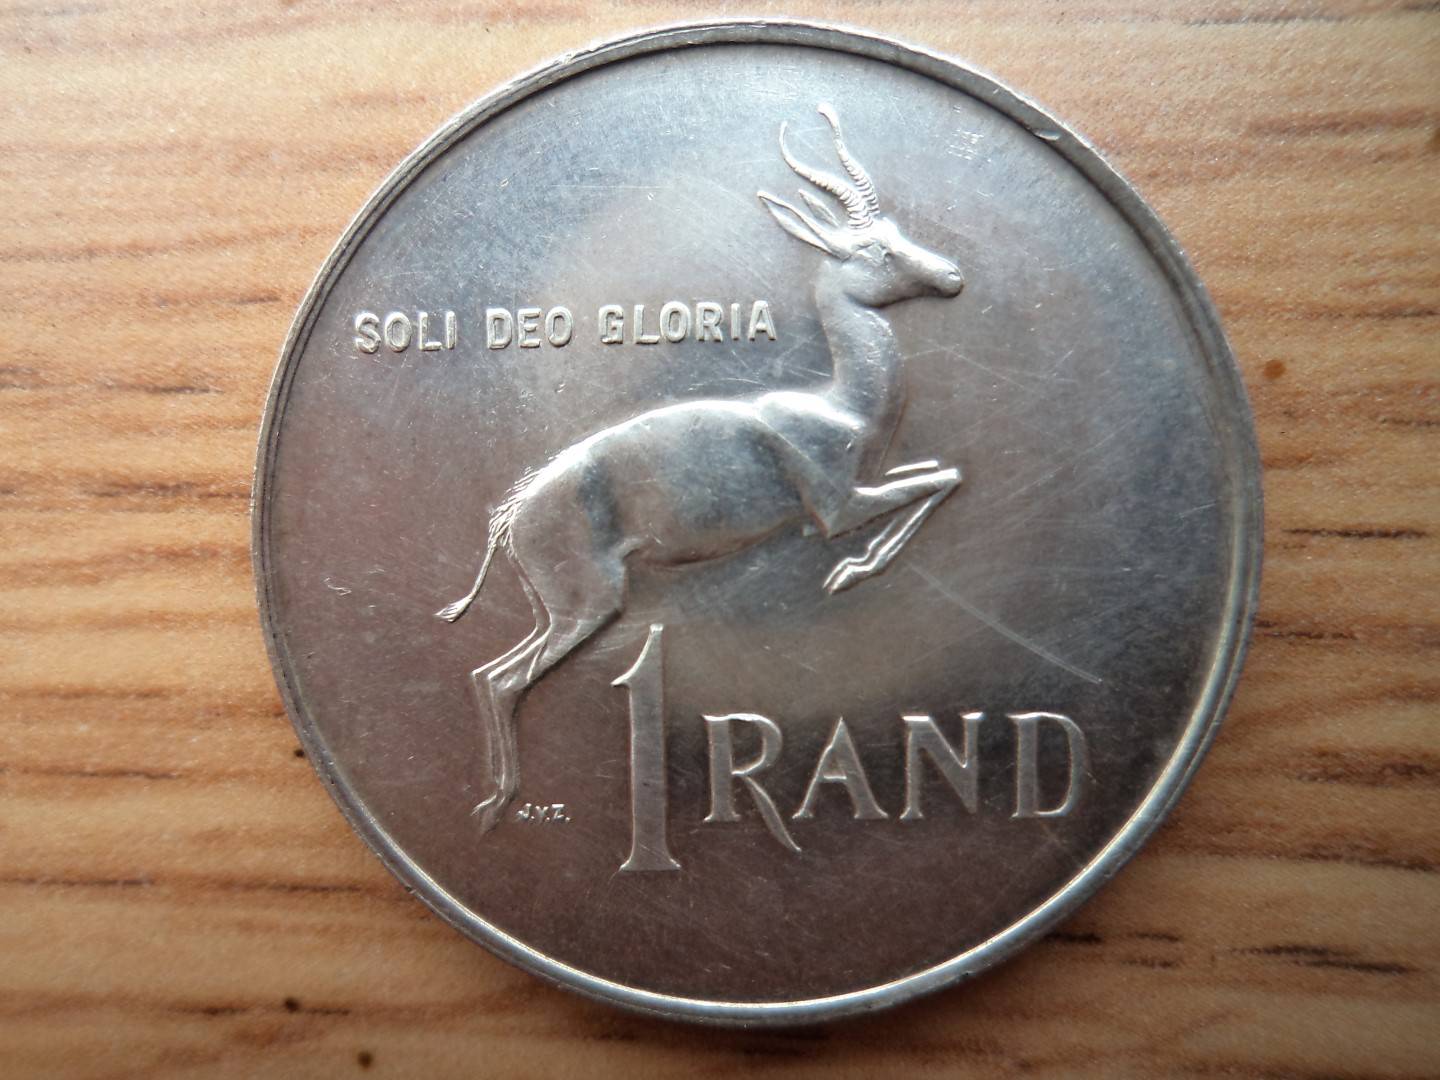 SOLI DEO GLORIA
J.V.Z.
1 RAND